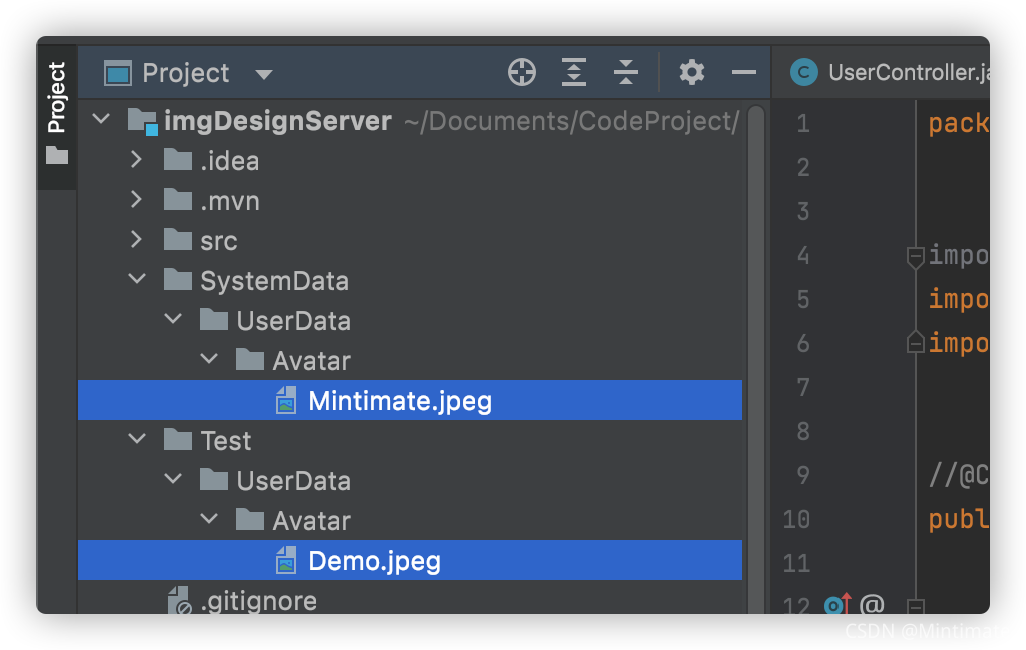 Project
Project
UserController.ja
imgDesignServer ~/Documents/CodeProject/
.idea
.mvn
src
SystemData
UserData
Avatar
Mintimate.jpeg
Test
UserData
Avatar
Demo.jpeg
.gitignore
1 pack
2
3
4 impo
5 impo
6 impo
7
8
9 //@C
10 publ
11
12 @
CSDN @Mintimate